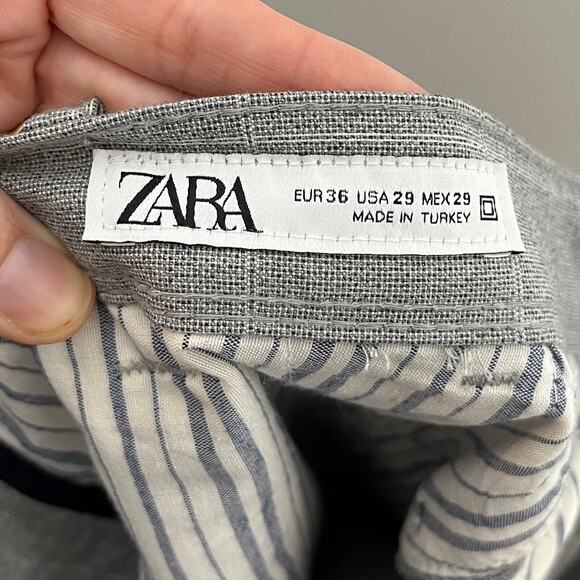 ZARA
EUR 36 USA 29 MEX 29
MADE IN TURKEY